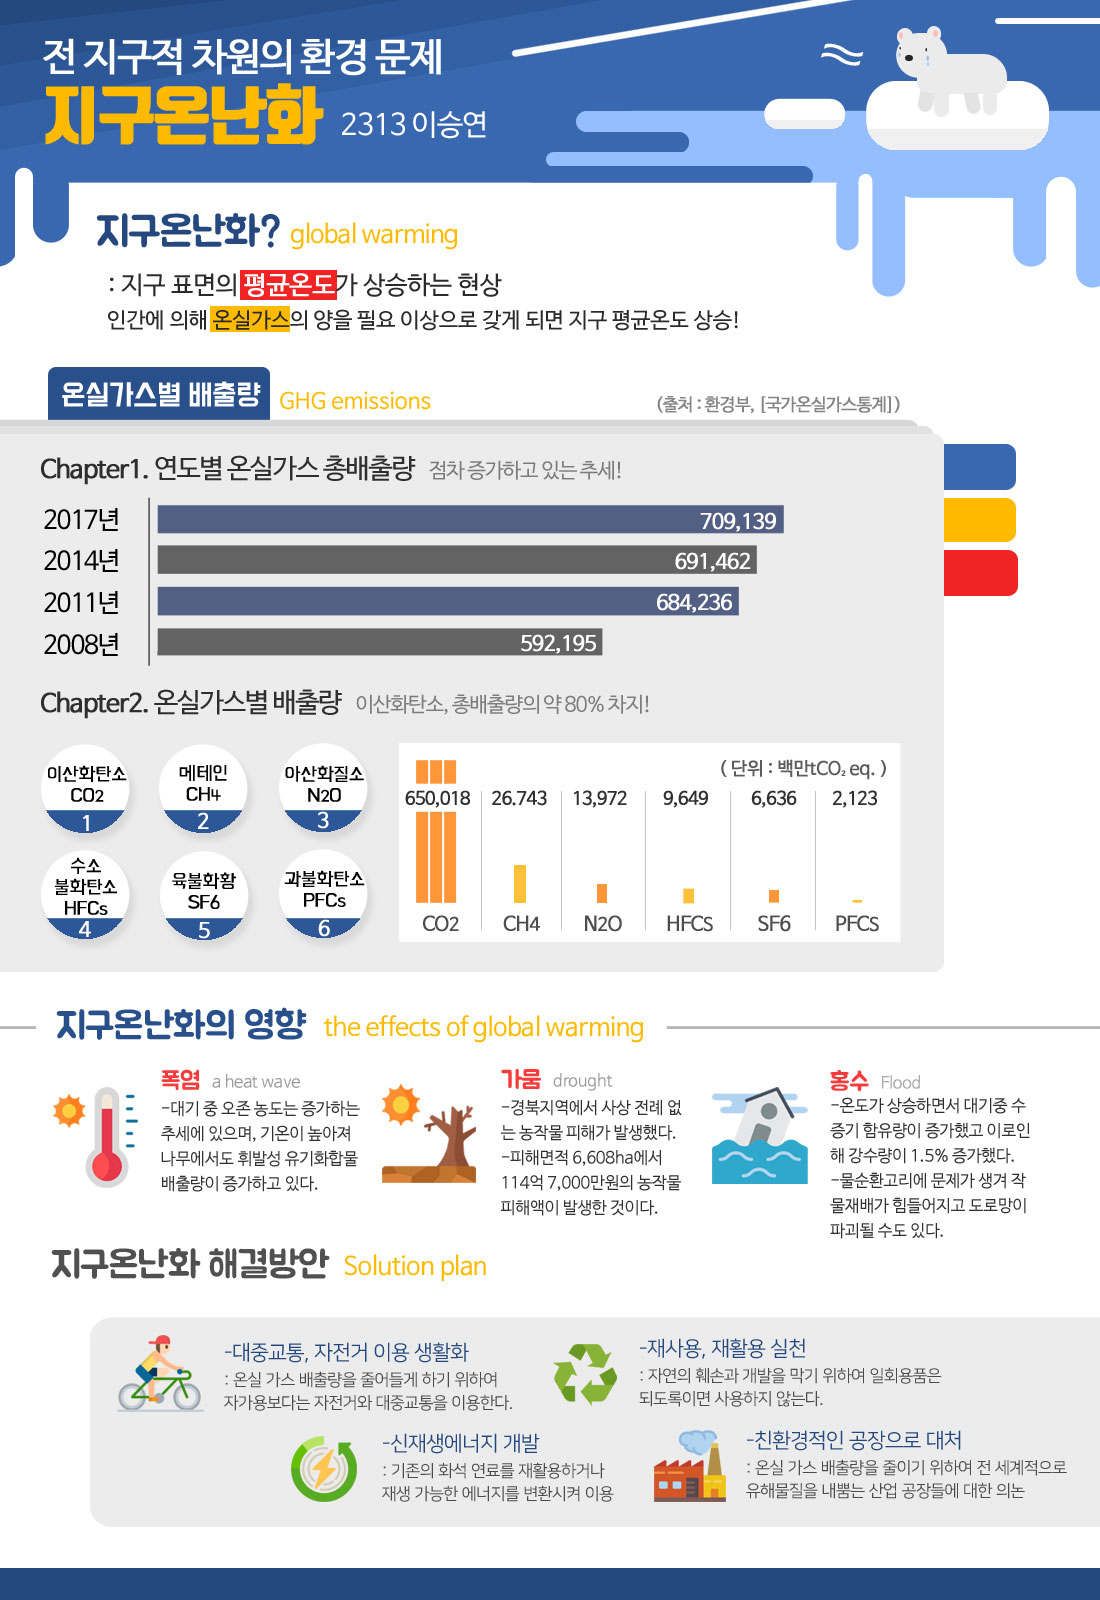 전 지구적 차원의 환경 문제
지구온난화 2313 이승연
지구온난화? global warming
: 지구 표면의 평균온도가 상승하는 현상
인간에 의해 온실가스의 양을 필요 이상으로 갖게 되면 지구 평균온도 상승!
온실가스별 배출량 GHG emissions (출처 : 환경부, [국가온실가스통계])
Chapter1. 연도별 온실가스 총배출량 점차 증가하고 있는 추세!
2017년 709,139
2014년 691,462
2011년 684,236
2008년 592,195
Chapter2. 온실가스별 배출량 이산화탄소, 총배출량의 약 80% 차지!
이산화탄소
CO2
1
메테인
CH4
2
아산화질소
N2O
3
수소
불화탄소
HFCs
4
육불화황
SF6
5
과불화탄소
PFCs
6
( 단위 : 백만tCO₂ eq. )
650,018 26.743 13,972 9,649 6,636 2,123
CO2 CH4 N2O HFCs SF6 PFCs
지구온난화의 영향 the effects of global warming
폭염 a heat wave
-대기 중 오존 농도는 증가하는
추세에 있으며, 기온이 높아져
나무에서도 휘발성 유기화합물
배출량이 증가하고 있다.
가뭄 drought
-경북지역에서 사상 전례 없
는 농작물 피해가 발생했다.
-피해면적 6,608ha에서
114억 7,000만원의 농작물
피해액이 발생한 것이다.
홍수 Flood
-온도가 상승하면서 대기중 수
증기 함유량이 증가했고 이로인
해 강수량이 1.5% 증가했다.
-물순환고리에 문제가 생겨 작
물재배가 힘들어지고 도로망이
파괴될 수도 있다.
지구온난화 해결방안 Solution plan
-대중교통, 자전거 이용 생활화
: 온실 가스 배출량을 줄어들게 하기 위하여
자가용보다는 자전거와 대중교통을 이용한다.
-재사용, 재활용 실천
: 자연의 훼손과 개발을 막기 위하여 일회용품은
되도록이면 사용하지 않는다.
-신재생에너지 개발
: 기존의 화석 연료를 재활용하거나
재생 가능한 에너지를 변환시켜 이용
-친환경적인 공장으로 대처
: 온실 가스 배출량을 줄이기 위하여 전 세계적으로
유해물질을 내뿜는 산업 공장들에 대한 의논